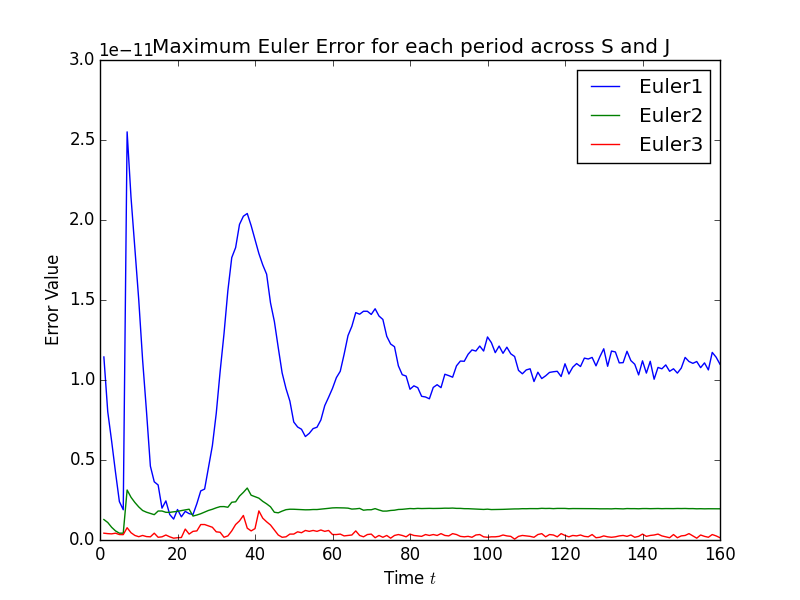 1e−11 Maximum Euler Error for each period across S and J
3.0
2.5
2.0
1.5
1.0
0.5
0.0
Error Value
Euler1
Euler2
Euler3
0 20 40 60 80 100 120 140 160
Time t